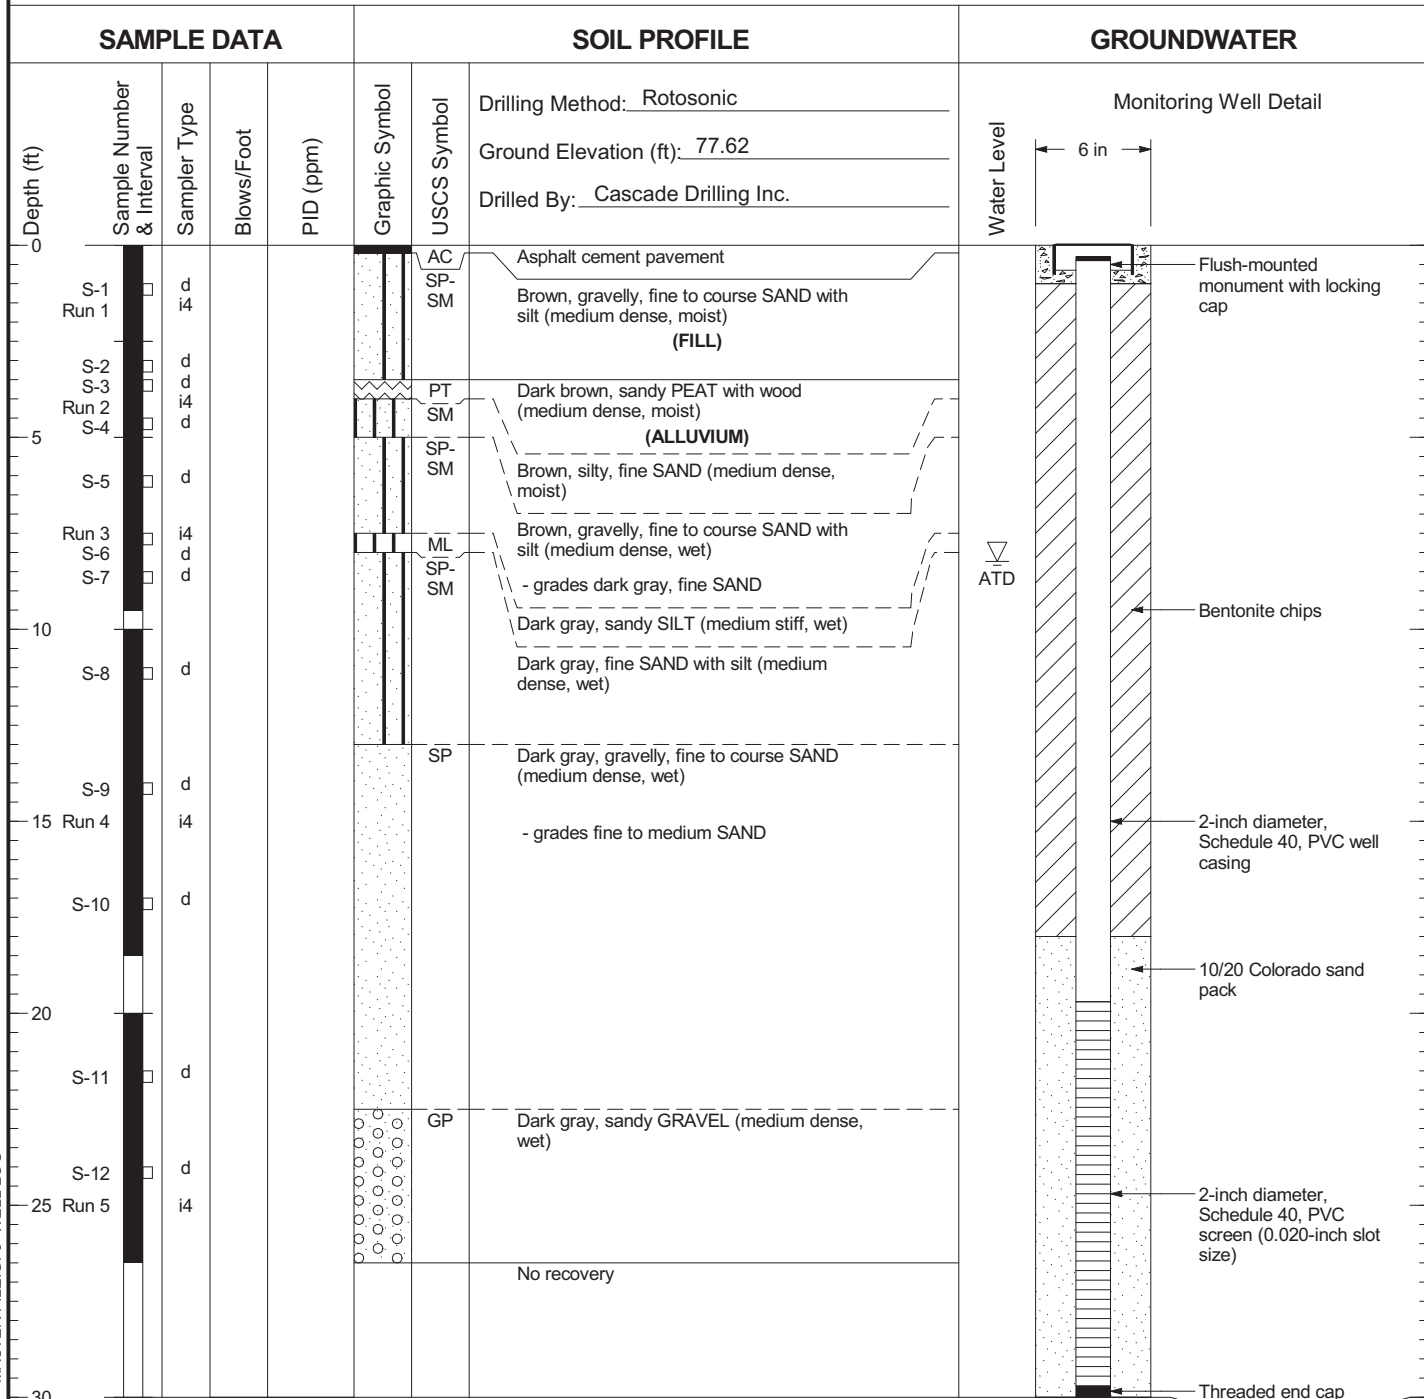 SAMPLE DATA
SOIL PROFILE
GROUNDWATER
Depth (ft)
Sample Number
& Interval
Sampler Type
Blows/Foot
PID (ppm)
Graphic Symbol
USCS Symbol
Drilling Method: Rotosonic
Ground Elevation (ft): 77.62
Drilled By: Cascade Drilling Inc.
Water Level
Monitoring Well Detail
6 in
0
5
10
15
20
25
30
S-1
Run 1
S-2
S-3
Run 2
S-4
S-5
Run 3
S-6
S-7
S-8
S-9
Run 4
S-10
S-11
S-12
Run 5
d
i4
d
d
i4
d
d
i4
d
d
d
d
i4
d
d
d
i4
AC
SP-
SM
PT
SM
SP-
SM
ML
SP-
SM
SP
GP
Asphalt cement pavement
Brown, gravelly, fine to course SAND with
silt (medium dense, moist)
(FILL)
Dark brown, sandy PEAT with wood
(medium dense, moist)
(ALLUVIUM)
Brown, silty, fine SAND (medium dense,
moist)
Brown, gravelly, fine to course SAND with
silt (medium dense, wet)
- grades dark gray, fine SAND
Dark gray, sandy SILT (medium stiff, wet)
Dark gray, fine SAND with silt (medium
dense, wet)
Dark gray, gravelly, fine to course SAND
(medium dense, wet)
- grades fine to medium SAND
Dark gray, sandy GRAVEL (medium dense,
wet)
No recovery
ATD
Flush-mounted
monument with locking
cap
Bentonite chips
2-inch diameter,
Schedule 40, PVC well
casing
10/20 Colorado sand
pack
2-inch diameter,
Schedule 40, PVC
screen (0.020-inch slot
size)
Threaded end cap